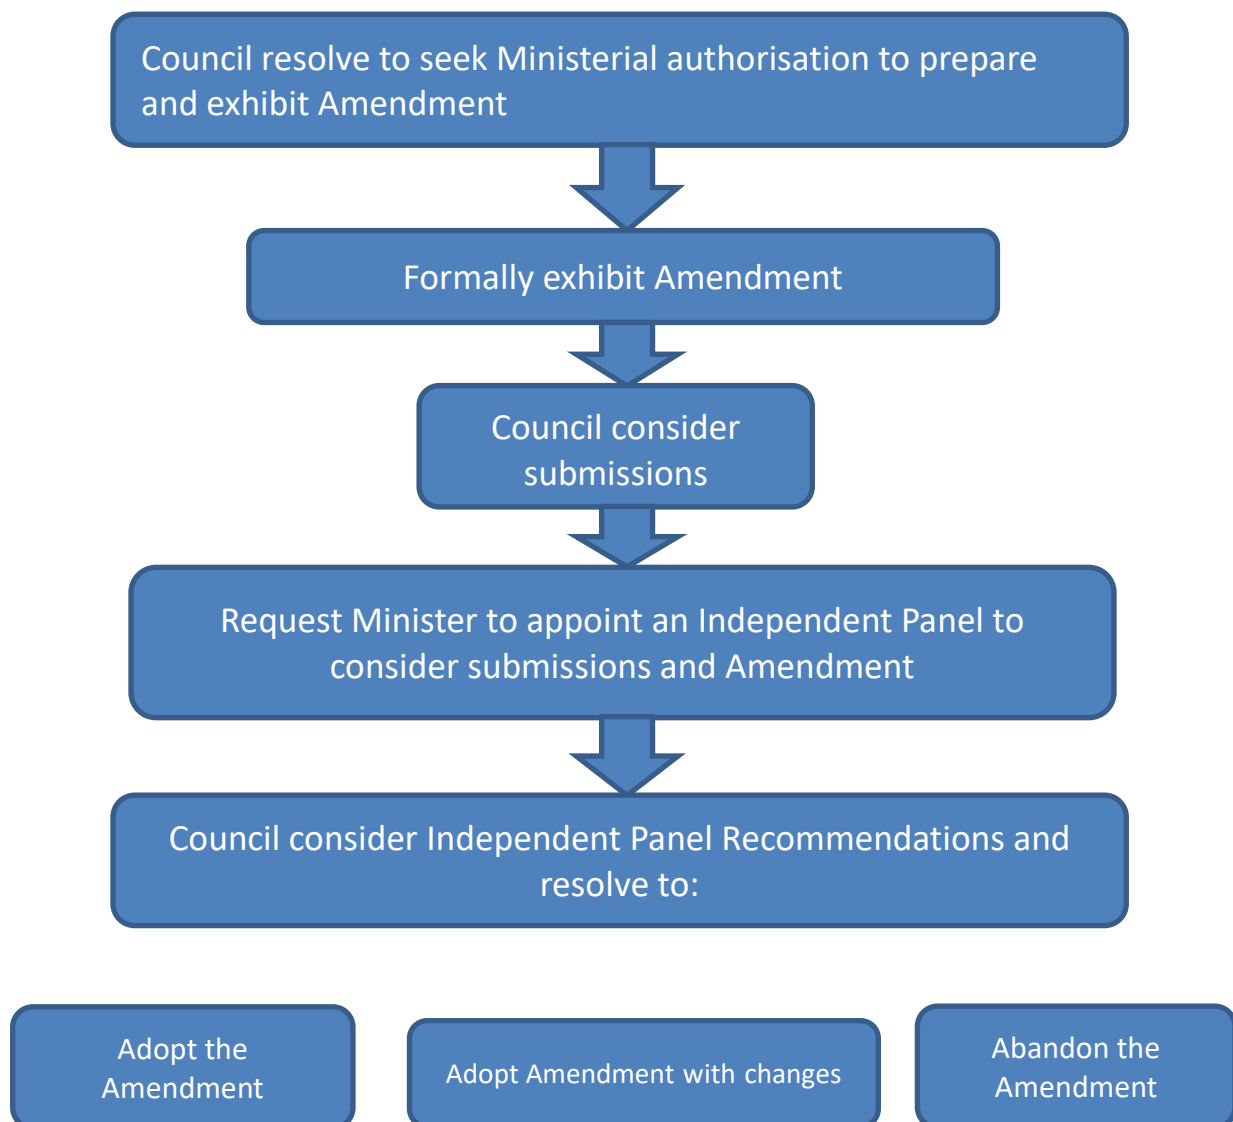 Council resolve to seek Ministerial authorisation to prepare
and exhibit Amendment
Formally exhibit Amendment
Council consider
submissions
Request Minister to appoint an Independent Panel to
consider submissions and Amendment
Council consider Independent Panel Recommendations and
resolve to:
Adopt the
Amendment
Adopt Amendment with changes
Abandon the
Amendment